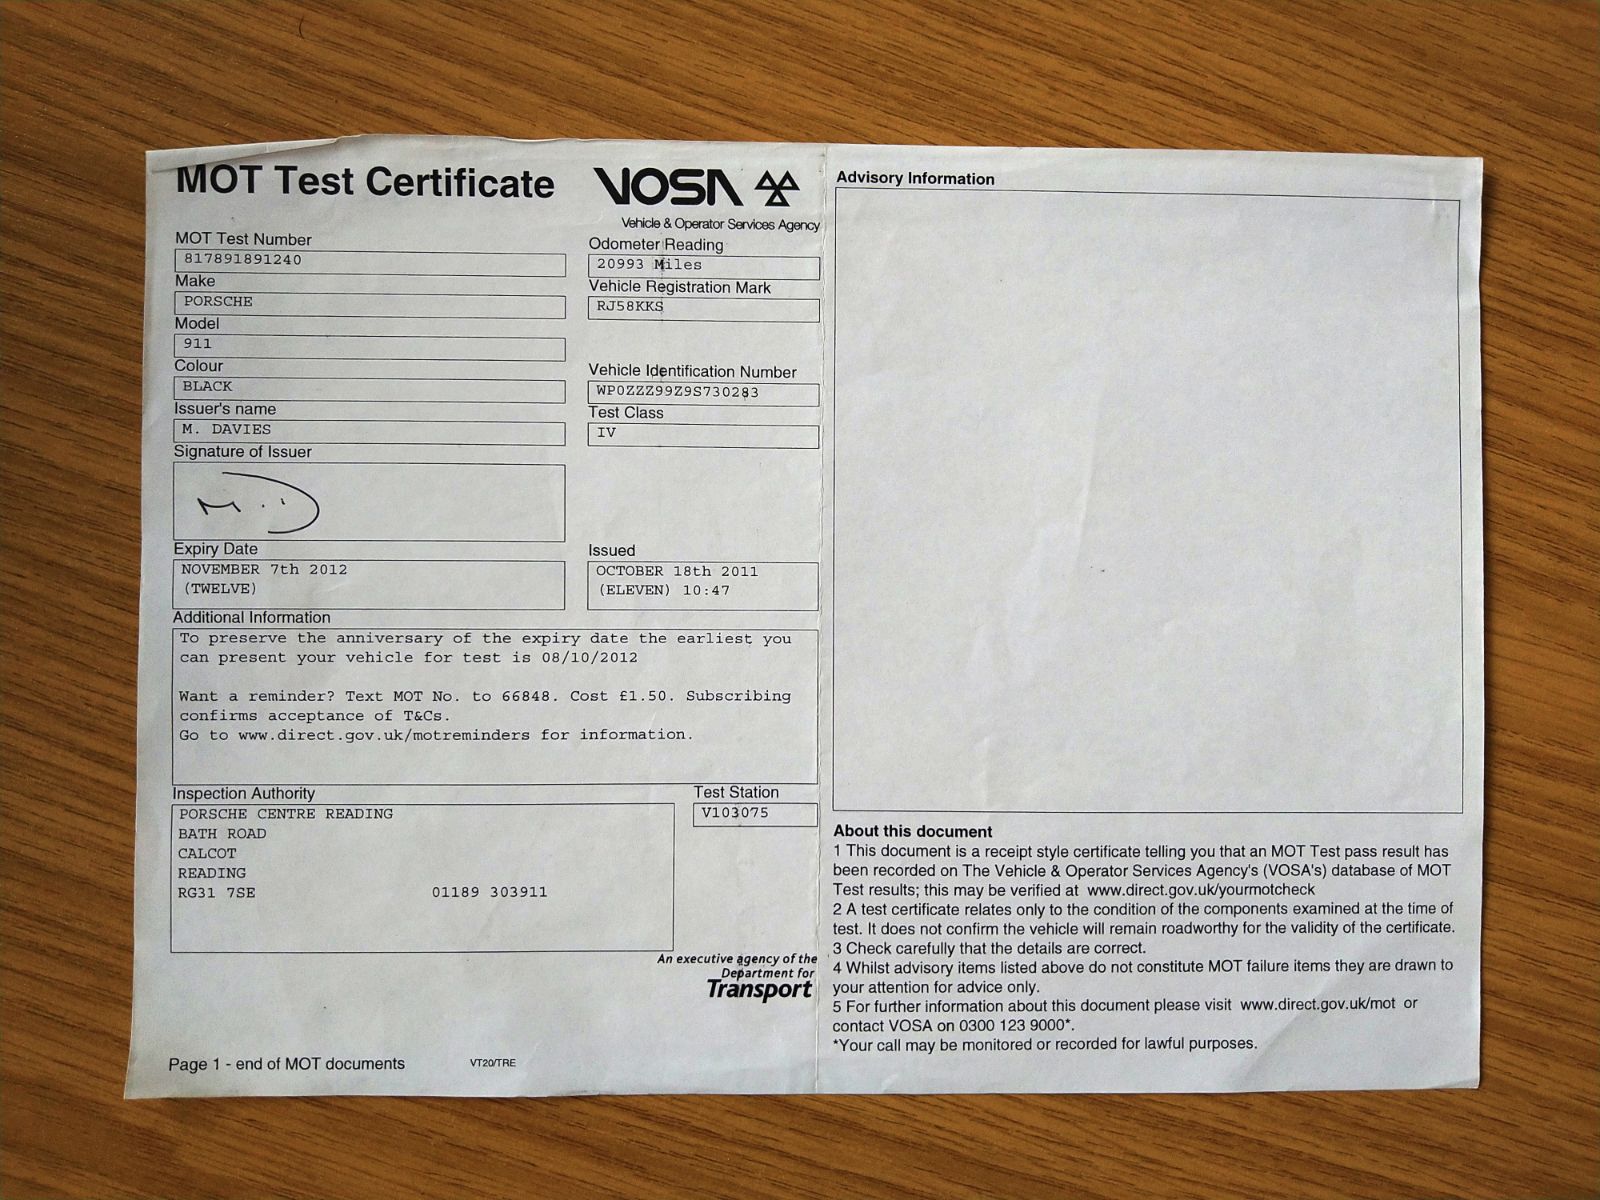 MOT Test Certificate
VOSA
Vehicle & Operator Services Agency
MOT Test Number
817891891240
Odometer Reading
20993 Miles
Make
PORSCHE
Vehicle Registration Mark
RJ58KKS
Model
911
Colour
BLACK
Vehicle Identification Number
WP0ZZZ99Z9S730283
Issuer's name
M. DAVIES
Test Class
IV
Signature of Issuer
M.D
Expiry Date
NOVEMBER 7th 2012
(TWELVE)
Issued
OCTOBER 18th 2011
(ELEVEN) 10:47
Additional Information
To preserve the anniversary of the expiry date the earliest you
can present your vehicle for test is 08/10/2012
Want a reminder? Text MOT No. to 66848. Cost £1.50. Subscribing
confirms acceptance of T&Cs.
Go to www.direct.gov.uk/motreminders for information.
Inspection Authority
PORSCHE CENTRE READING
BATH ROAD
CALCOT
READING
RG31 7SE 01189 303911
Test Station
V103075
An executive agency of the
Department for
Transport
Page 1 - end of MOT documents
VT20/TRE
Advisory Information
About this document
1 This document is a receipt style certificate telling you that an MOT Test pass result has
been recorded on The Vehicle & Operator Services Agency's (VOSA's) database of MOT
Test results; this may be verified at www.direct.gov.uk/yourmotcheck
2 A test certificate relates only to the condition of the components examined at the time of
test. It does not confirm the vehicle will remain roadworthy for the validity of the certificate.
3 Check carefully that the details are correct.
4 Whilst advisory items listed above do not constitute MOT failure items they are drawn to
your attention for advice only.
5 For further information about this document please visit www.direct.gov.uk/mot or
contact VOSA on 0300 123 9000*.
*Your call may be monitored or recorded for lawful purposes.